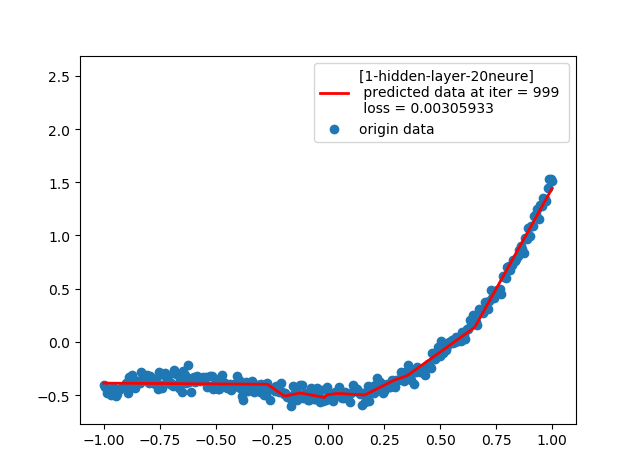 [1-hidden-layer-20neure]
predicted data at iter = 999
loss = 0.00305933
origin data
2.5
2.0
1.5
1.0
0.5
0.0
−0.5
−1.00 −0.75 −0.50 −0.25 0.00 0.25 0.50 0.75 1.00